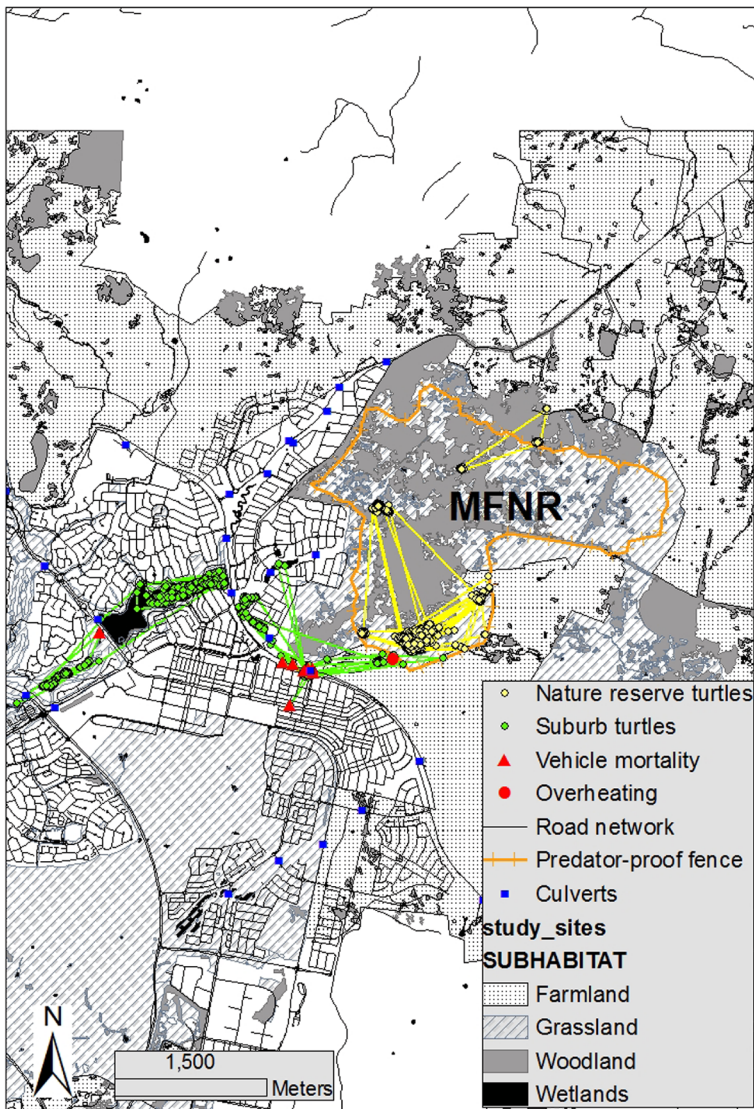 MFNR
Nature reserve turtles
Suburb turtles
Vehicle mortality
Overheating
Road network
Predator-proof fence
Culverts
study_sites
SUBHABITAT
Farmland
Grassland
Woodland
Wetlands
N
1,500
Meters